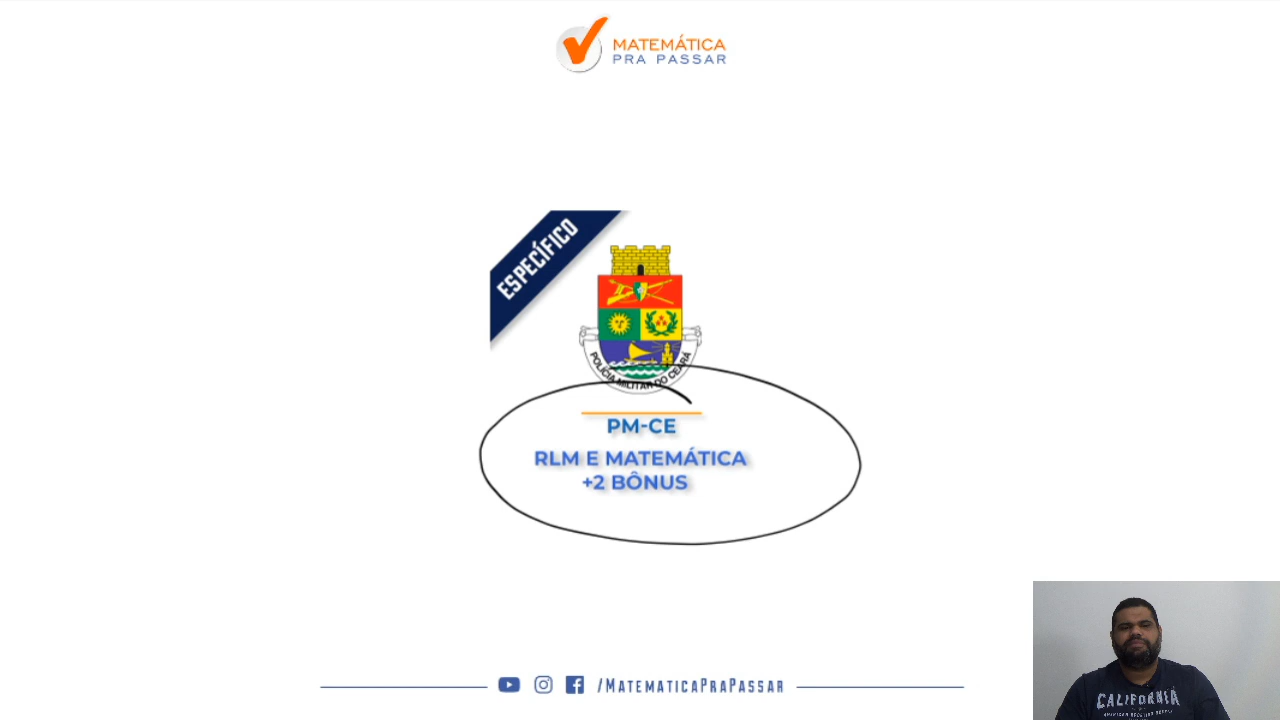 MATEMÁTICA
PRA PASSAR
ESPECÍFICO
POLÍCIA MILITAR DO CEARÁ
PM-CE
RLM E MATEMÁTICA
+2 BÔNUS
/MATEMATICAPRAPASSAR
CALIFORNIA